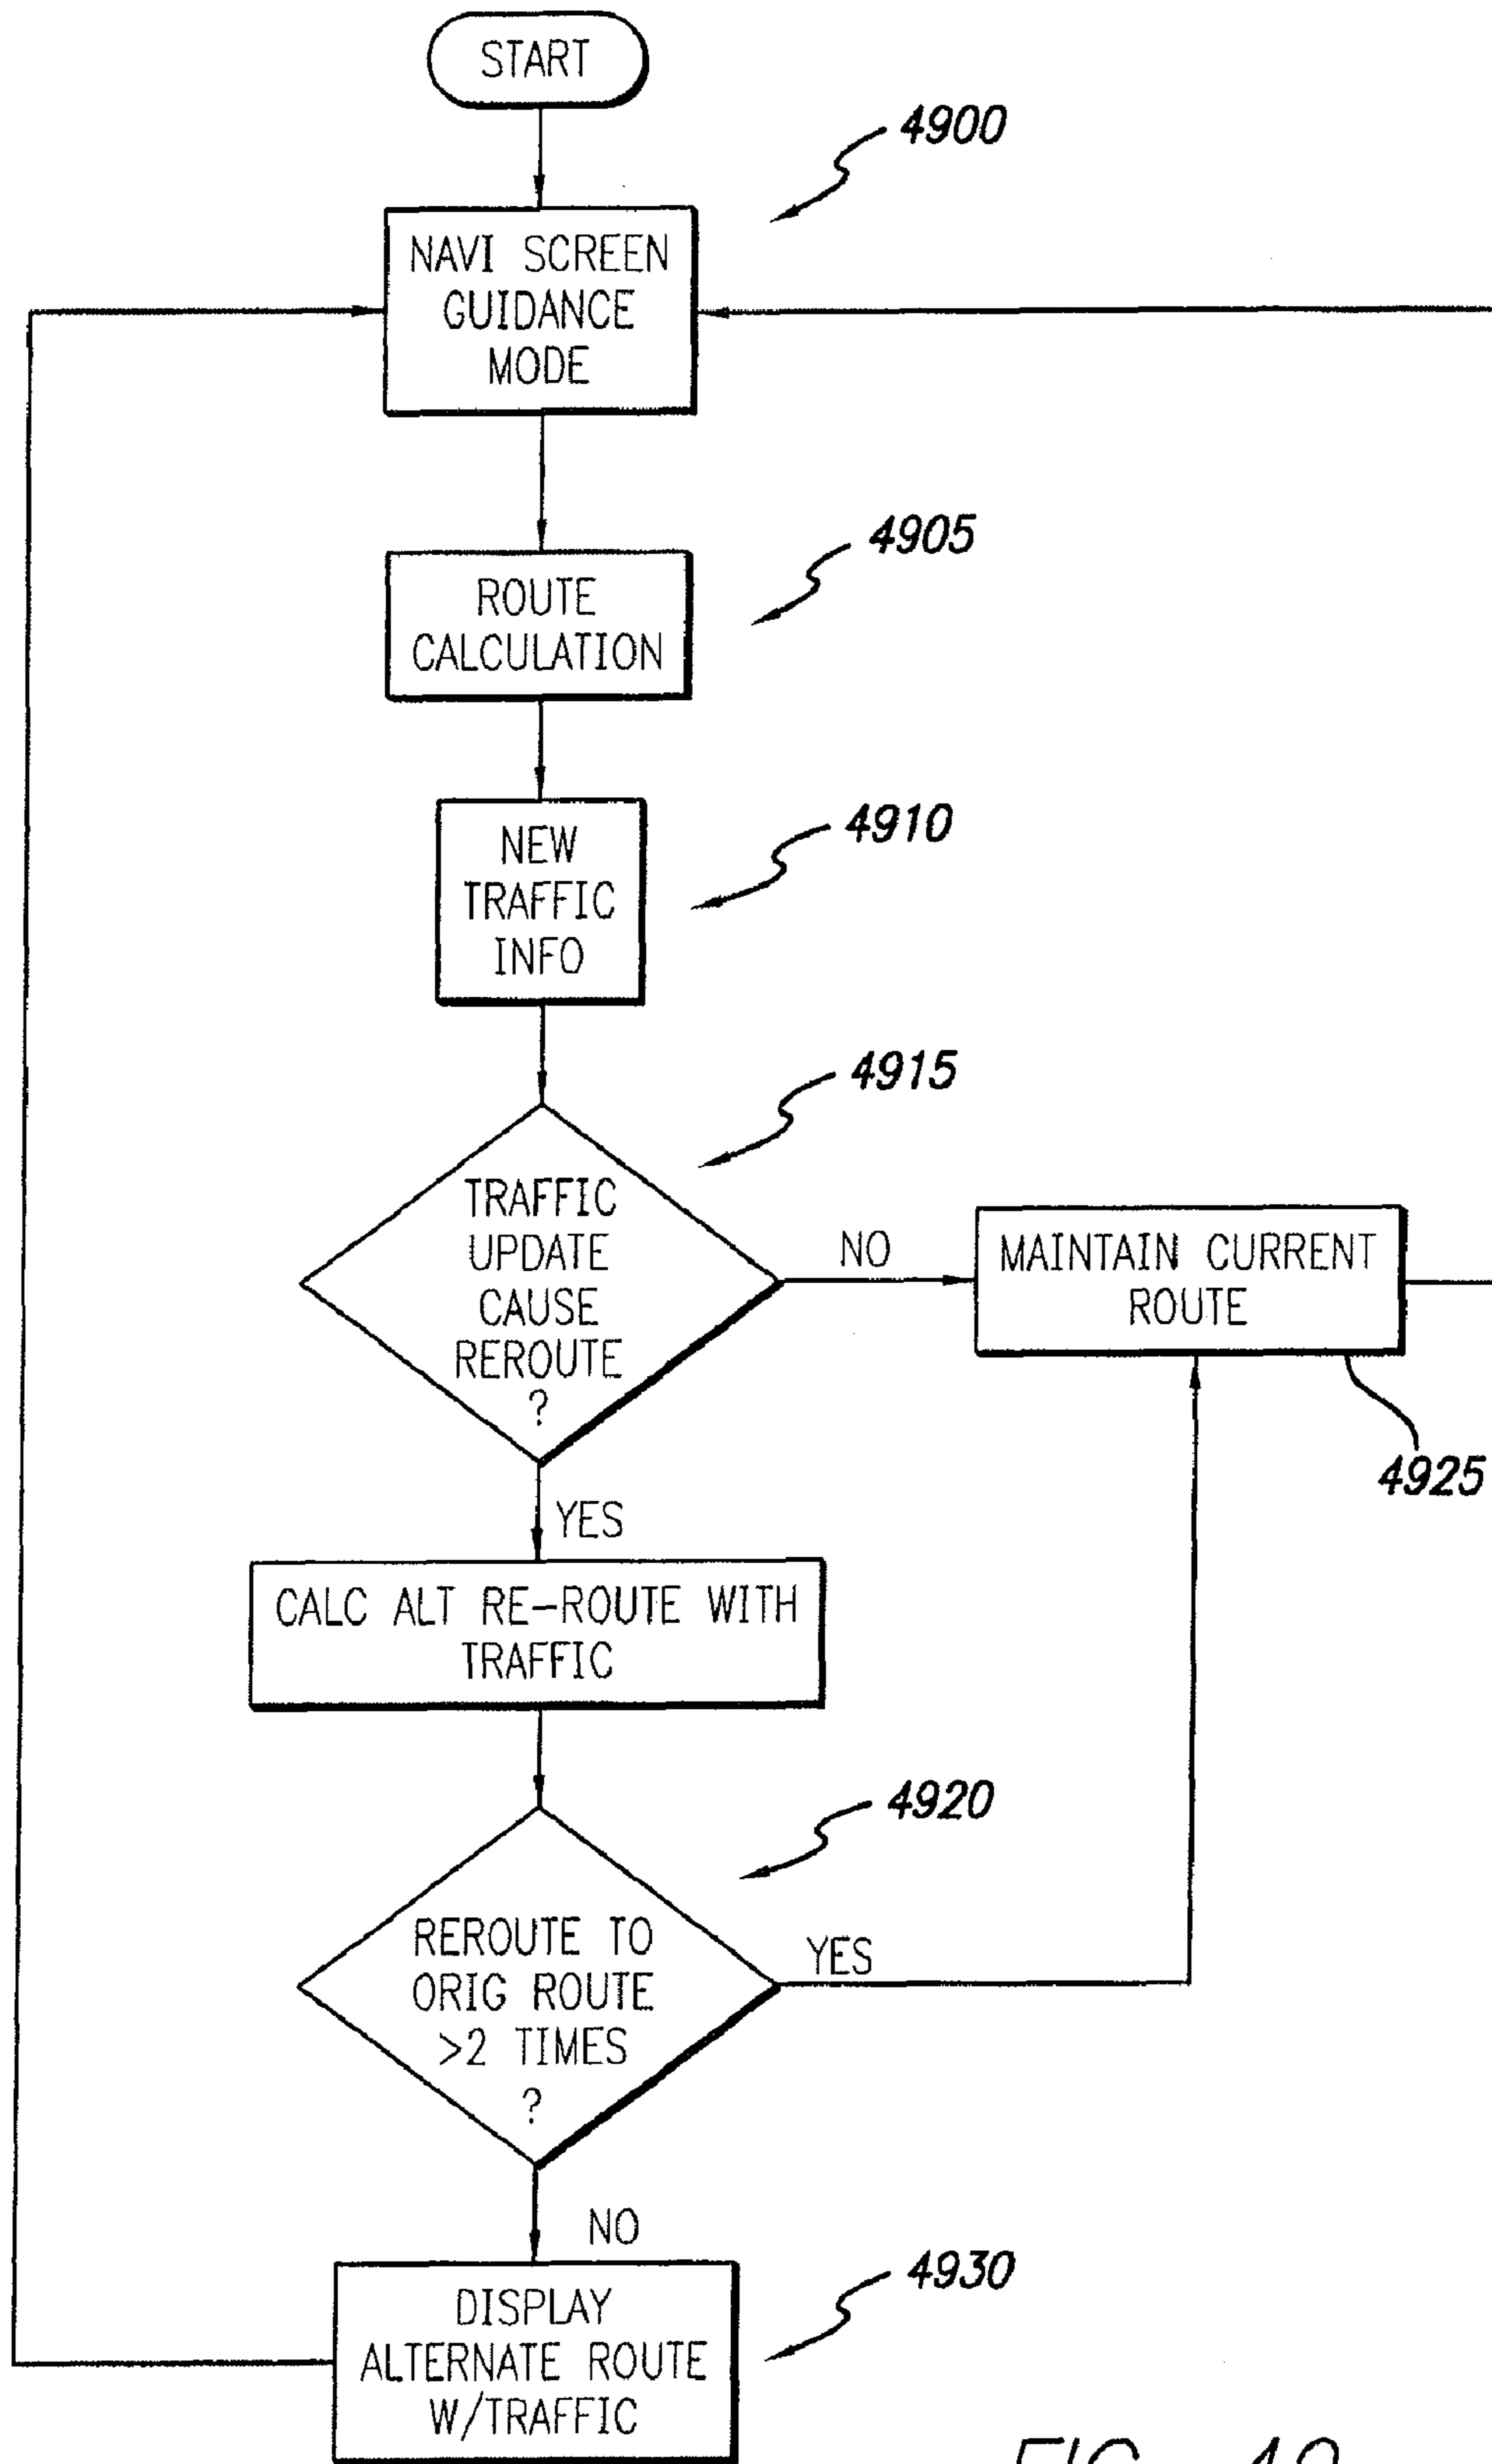 START
4900
NAVI SCREEN
GUIDANCE
MODE
4905
ROUTE
CALCULATION
4910
NEW
TRAFFIC
INFO
4915
TRAFFIC
UPDATE
CAUSE
REROUTE
?
NO
MAINTAIN CURRENT
ROUTE
4925
YES
CALC ALT RE-ROUTE WITH
TRAFFIC
4920
REROUTE TO
ORIG ROUTE
>2 TIMES
?
YES
NO
4930
DISPLAY
ALTERNATE ROUTE
W/TRAFFIC